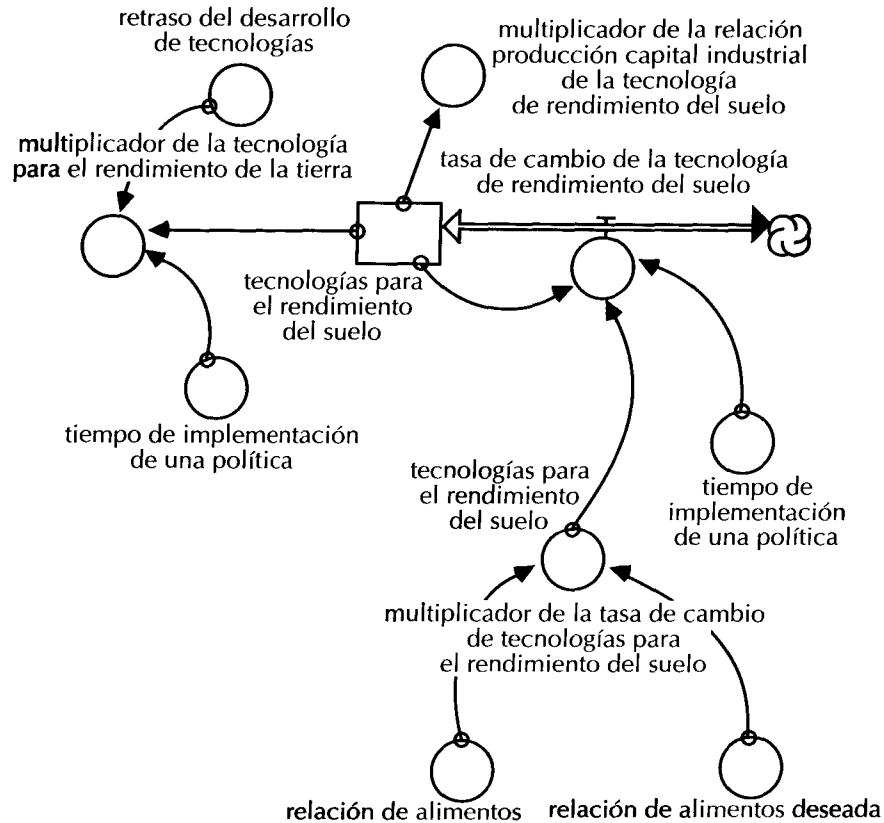 retraso del desarrollo
de tecnologías
multiplicador de la relación
producción capital industrial
de la tecnología
de rendimiento del suelo
multiplicador de la tecnología
para el rendimiento de la tierra
tasa de cambio de la tecnología
de rendimiento del suelo
tecnologías para
el rendimiento
del suelo
tiempo de implementación
de una política
tecnologías para
el rendimiento
del suelo
tiempo de
implementación
de una política
multiplicador de la tasa de cambio
de tecnologías para
el rendimiento del suelo
relación de alimentos
relación de alimentos deseada